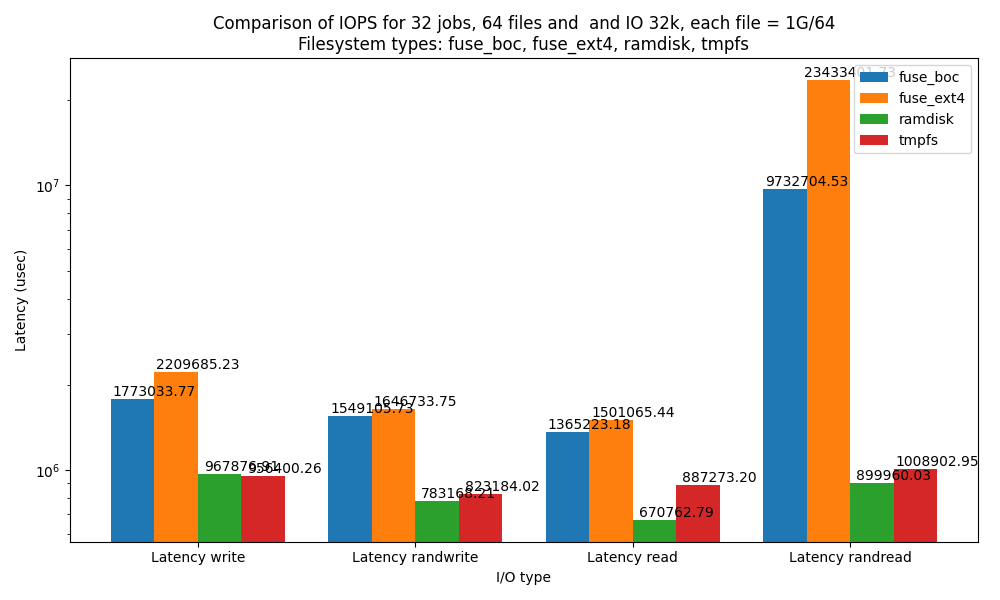 Comparison of IOPS for 32 jobs, 64 files and  and IO 32k, each file = 1G/64
Filesystem types: fuse_boc, fuse_ext4, ramdisk, tmpfs
23433401.73
fuse_boc
fuse_ext4
ramdisk
tmpfs
10⁷
9732704.53
Latency (usec)
2209685.23
1773033.77
1646733.75
1549105.73
1501065.44
1365223.18
10⁶
967876.91
956400.26
783168.21
823184.02
670762.79
887273.20
899960.03
1008902.95
Latency write
Latency randwrite
Latency read
Latency randread
I/O type